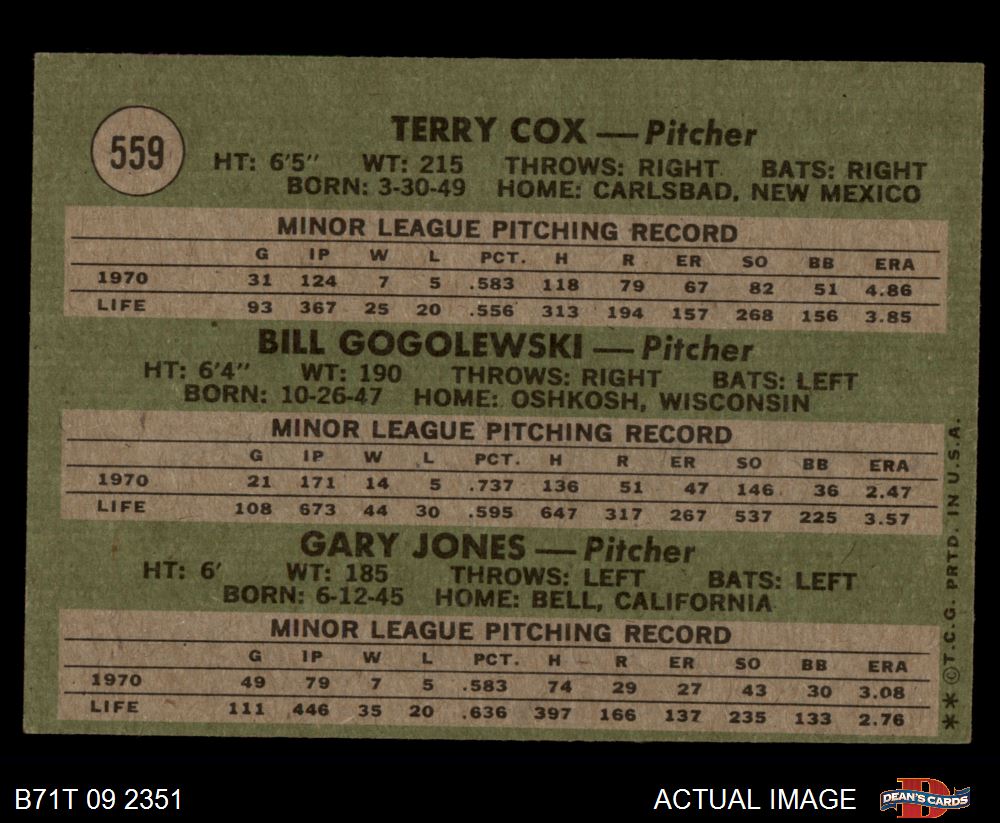 559
TERRY COX — Pitcher
HT: 6'5" WT: 215 THROWS: RIGHT BATS: RIGHT
BORN: 3-30-49 HOME: CARLSBAD, NEW MEXICO
MINOR LEAGUE PITCHING RECORD
G IP W L PCT. H R ER SO BB ERA
1970 31 124 7 5 .583 118 79 67 82 51 4.86
LIFE 93 367 25 20 .556 313 194 157 268 156 3.85
BILL GOGOLEWSKI — Pitcher
HT: 6'4" WT: 190 THROWS: RIGHT BATS: LEFT
BORN: 10-26-47 HOME: OSHKOSH, WISCONSIN
MINOR LEAGUE PITCHING RECORD
G IP W L PCT. H R ER SO BB ERA
1970 21 171 14 5 .737 136 51 47 146 36 2.47
LIFE 108 673 44 30 .595 647 317 267 537 225 3.57
GARY JONES — Pitcher
HT: 6' WT: 185 THROWS: LEFT BATS: LEFT
BORN: 6-12-45 HOME: BELL, CALIFORNIA
MINOR LEAGUE PITCHING RECORD
G IP W L PCT. H R ER SO BB ERA
1970 49 79 7 5 .583 74 29 27 43 30 3.08
LIFE 111 446 35 20 .636 397 166 137 235 133 2.76
** ©T.C.G. PRTD. IN U.S.A.
B71T 09 2351
ACTUAL IMAGE
D
DEAN'S CARDS